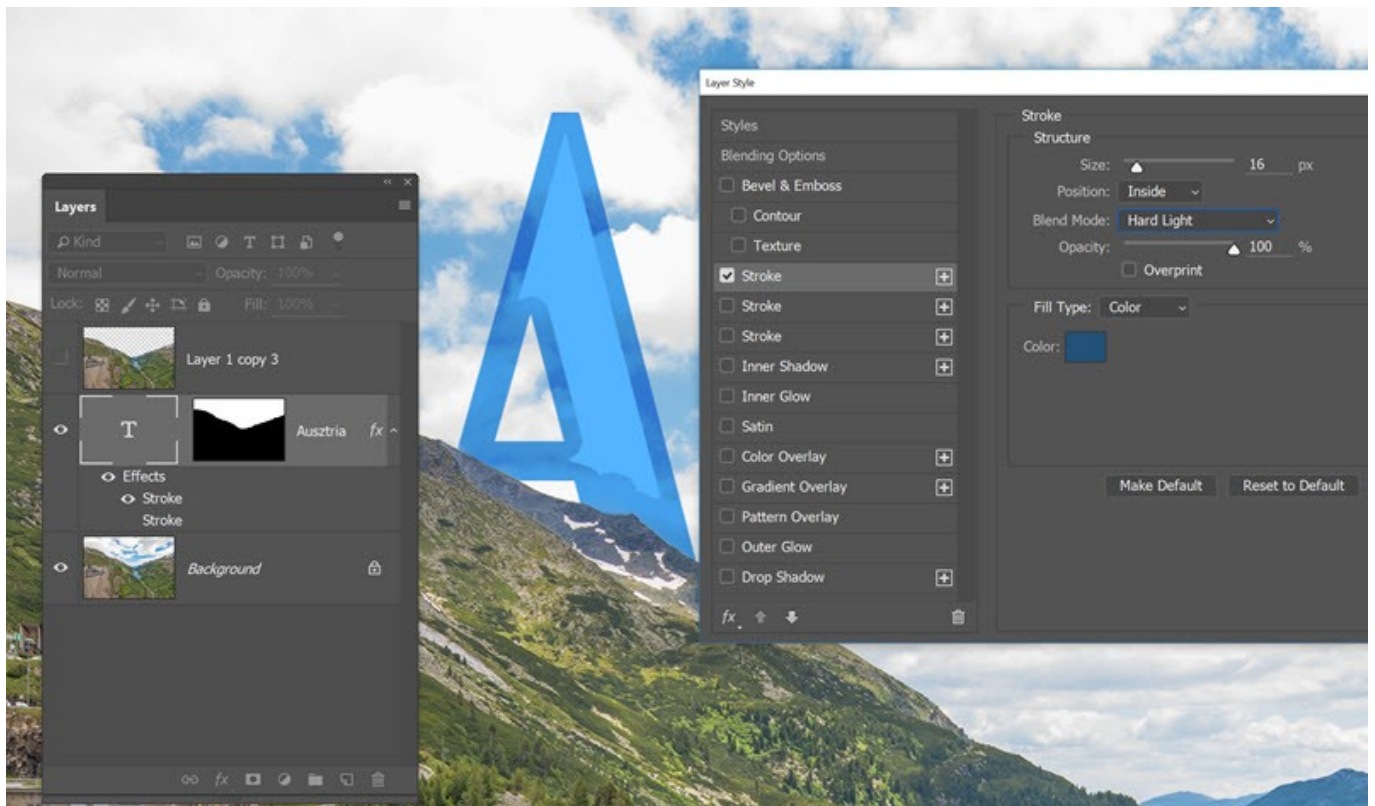 Layer Style
Layers
Kind
Normal
Opacity: 100%
Lock:
Fill: 100%
Layer 1 copy 3
T
Ausztria fx
Effects
Stroke
Stroke
Background
fx
A
Styles
Blending Options
Bevel & Emboss
Contour
Texture
Stroke
Stroke
Stroke
Inner Shadow
Inner Glow
Satin
Color Overlay
Gradient Overlay
Pattern Overlay
Outer Glow
Drop Shadow
fx
Stroke
Structure
Size: 16 px
Position: Inside
Blend Mode: Hard Light
Opacity: 100 %
Overprint
Fill Type: Color
Color:
Make Default Reset to Default